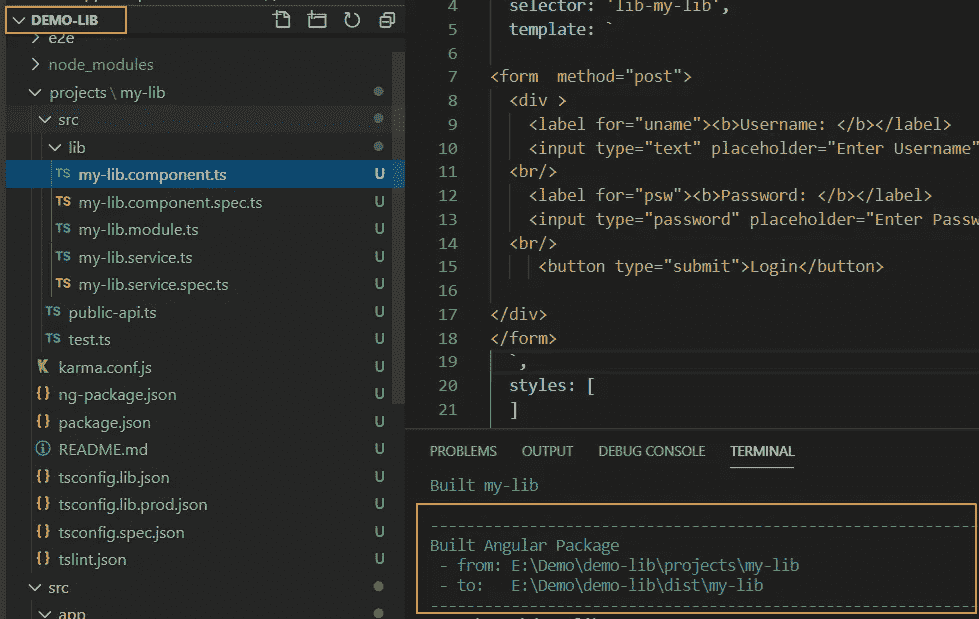 DEMO-LIB
e2e
node_modules
projects \ my-lib
src
lib
TS my-lib.component.ts U
TS my-lib.component.spec.ts U
TS my-lib.module.ts U
TS my-lib.service.ts U
TS my-lib.service.spec.ts U
TS public-api.ts U
TS test.ts U
K karma.conf.js U
{} ng-package.json U
{} package.json U
README.md U
{} tsconfig.lib.json U
{} tsconfig.lib.prod.json U
{} tsconfig.spec.json U
{} tslint.json U
src
app
4 selector: 'lib-my-lib',
5 template: `
6
7 <form  method="post">
8 <div >
9 <label for="uname"><b>Username: </b></label>
10 <input type="text" placeholder="Enter Username"
11 <br/>
12 <label for="psw"><b>Password: </b></label>
13 <input type="password" placeholder="Enter Passw
14 <br/>
15 <button type="submit">Login</button>
16
17 </div>
18 </form>
19 `,
20 styles: [
21 ]
PROBLEMS OUTPUT DEBUG CONSOLE TERMINAL
Built my-lib
------------------------------------------------------------
Built Angular Package
- from: E:\Demo\demo-lib\projects\my-lib
- to:   E:\Demo\demo-lib\dist\my-lib
------------------------------------------------------------